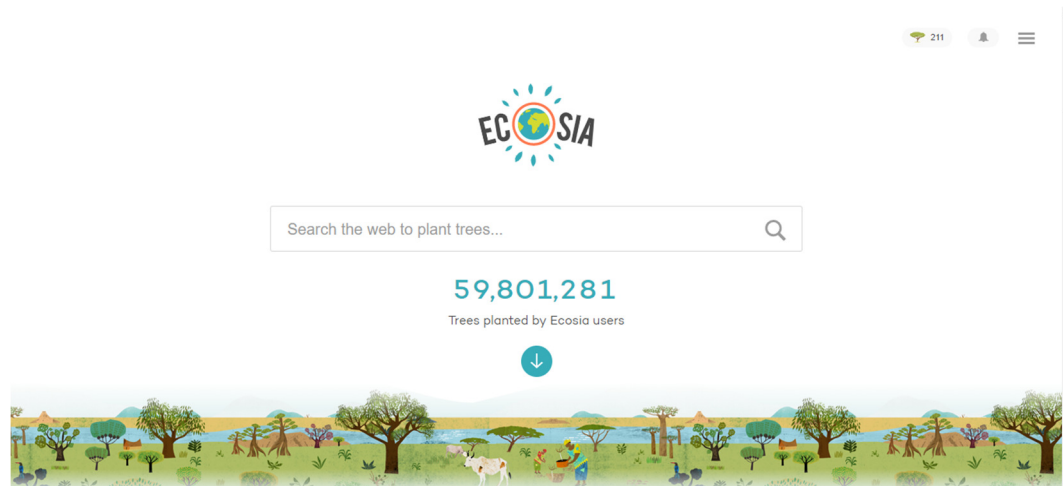 211
ECOSIA
Search the web to plant trees...
59,801,281
Trees planted by Ecosia users